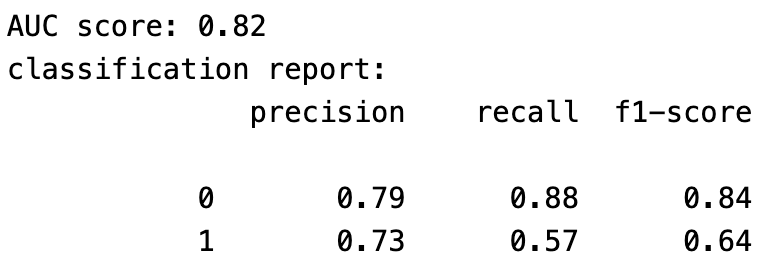 AUC score: 0.82
classification report:
precision recall f1-score
0 0.79 0.88 0.84
1 0.73 0.57 0.64